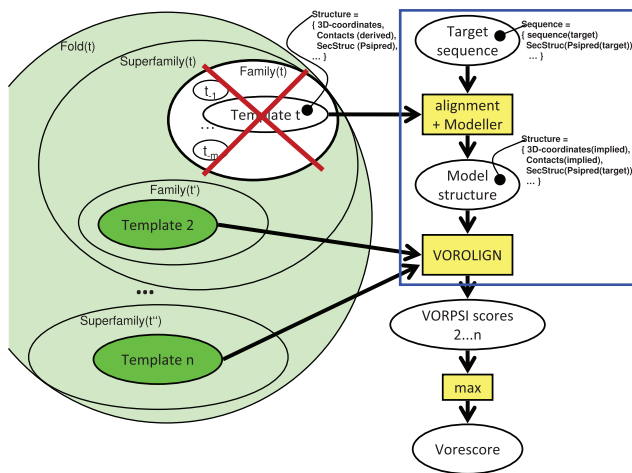 Structure =
{ 3D-coordinates,
Contacts (derived),
SecStruc (Psipred),
... }
Fold(t)
Superfamily(t)
Family(t)
t-1
Template t
...
t-m
Family(t')
Template 2
...
Superfamily(t'')
Template n
Target
sequence
Sequence =
{ sequence(target)
SecStruc(Psipred(target))
... }
alignment
+ Modeller
Structure =
{ 3D-coordinates(implied),
Contacts(implied),
SecStruc(Psipred(target))
... }
Model
structure
VOROLIGN
VORPSI scores
2...n
max
Vorescore